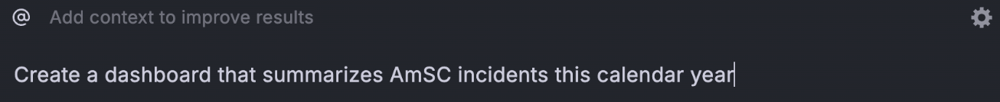 @ Add context to improve results
Create a dashboard that summarizes AmSC incidents this calendar year